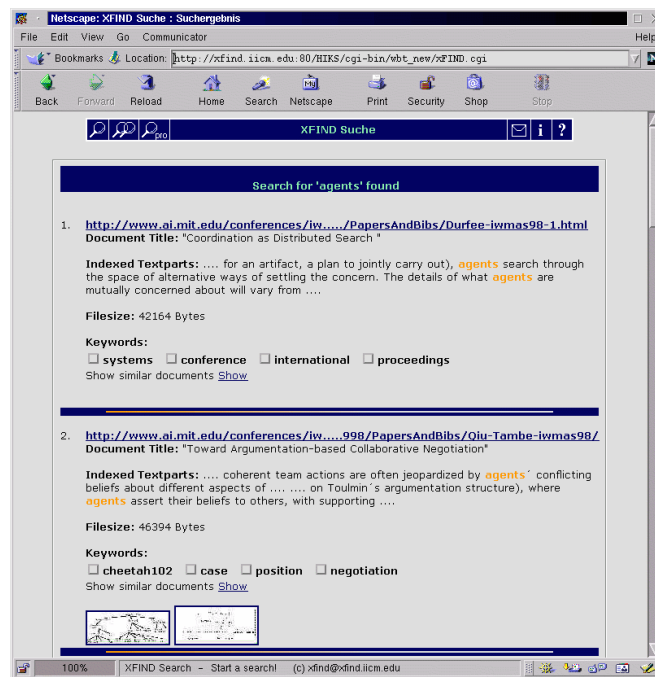 Netscape: XFIND Suche : Suchergebnis
File Edit View Go Communicator Help
Bookmarks Location: http://xfind.iicm.edu:80/HIKS/cgi-bin/wbt_new/xFIND.cgi
My
Back Forward Reload Home Search Netscape Print Security Shop Stop
pro XFIND Suche i ?
Search for 'agents' found
1. http://www.ai.mit.edu/conferences/iw...../PapersAndBibs/Durfee-iwmas98-1.html
Document Title: "Coordination as Distributed Search "
Indexed Textparts: .... for an artifact, a plan to jointly carry out), agents search through
the space of alternative ways of settling the concern. The details of what agents are
mutually concerned about will vary from ....
Filesize: 42164 Bytes
Keywords:
systems conference international proceedings
Show similar documents Show
2. http://www.ai.mit.edu/conferences/iw.....998/PapersAndBibs/Qiu-Tambe-iwmas98/
Document Title: "Toward Argumentation-based Collaborative Negotiation"
Indexed Textparts: .... coherent team actions are often jeopardized by agents´ conflicting
beliefs about different aspects of .... .... on Toulmin´s argumentation structure), where
agents assert their beliefs to others, with supporting ....
Filesize: 46394 Bytes
Keywords:
cheetah102 case position negotiation
Show similar documents Show
100% XFIND Search – Start a search! (c) xfind@xfind.iicm.edu